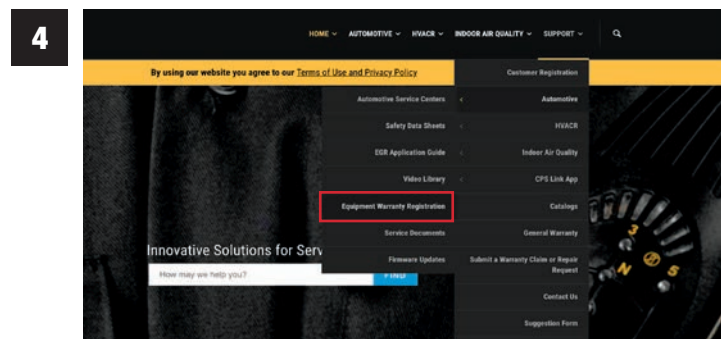 4
HOME AUTOMOTIVE HVACR INDOOR AIR QUALITY SUPPORT
By using our website you agree to our Terms of Use and Privacy Policy
Customer Registration
Automotive Service Centers
Automotive
Safety Data Sheets
HVACR
EGR Application Guide
Indoor Air Quality
Video Library
CPS Link App
Equipment Warranty Registration
Catalogs
Service Documents
General Warranty
Innovative Solutions for Serv
Firmware Updates
Submit a Warranty Claim or Repair
Request
How may we help you?
FIND
Contact Us
Suggestion Form
3
N
5